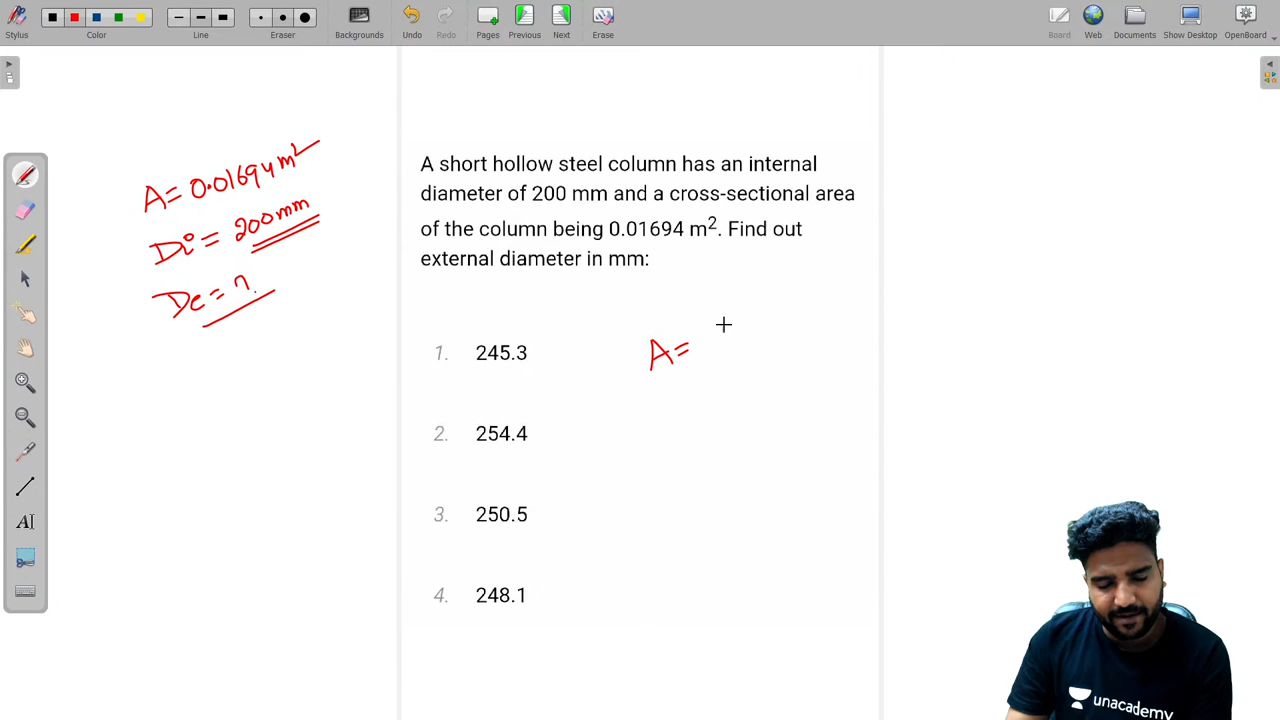 Stylus
Color
Line
Eraser
Backgrounds
Undo
Redo
Pages
Previous
Next
Erase
Board
Web
Documents
Show Desktop
OpenBoard
A= 0.01694 m²
Di = 200 mm
De = ?
A short hollow steel column has an internal
diameter of 200 mm and a cross-sectional area
of the column being 0.01694 m². Find out
external diameter in mm:
1. 245.3
A=
2. 254.4
3. 250.5
4. 248.1
unacademy